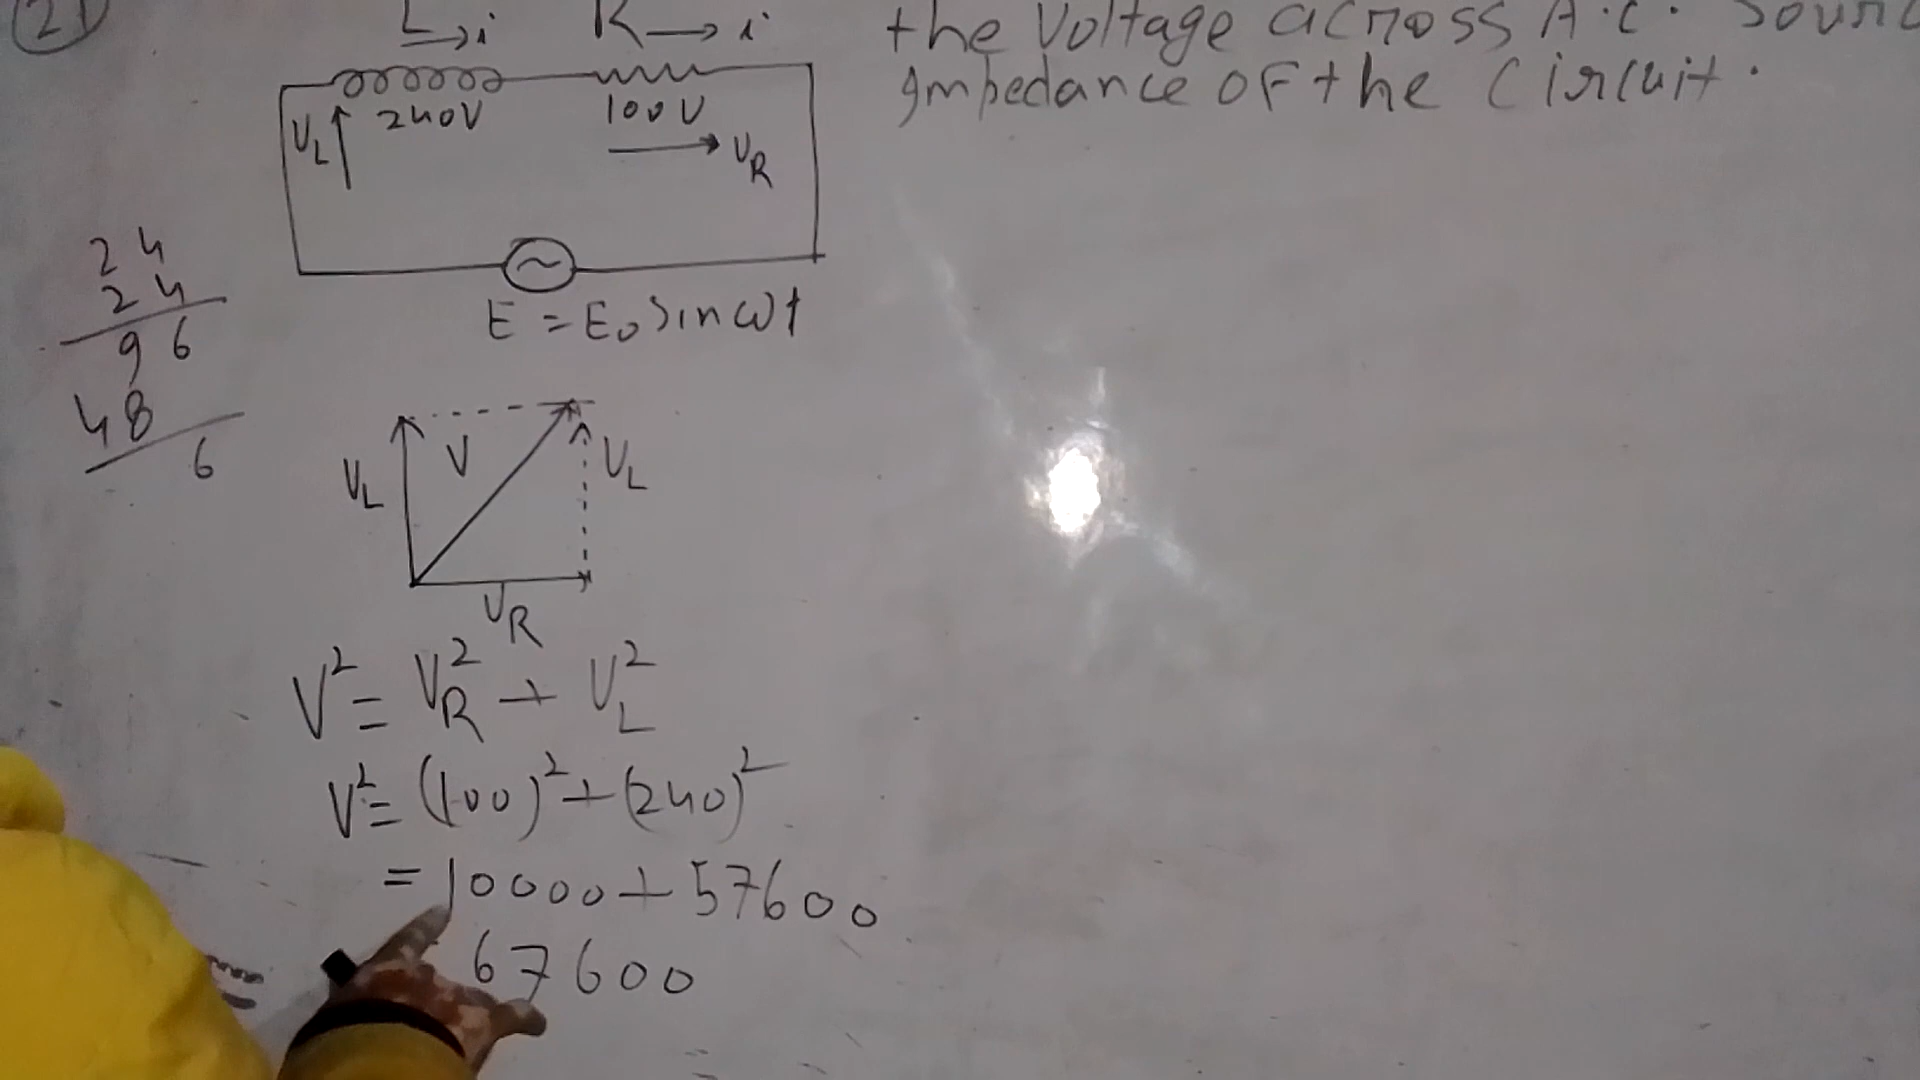 21
L→i R→i
the Voltage across A.C.
Impedance OF the Circuit.
240V 100V
VL
VR
E = E0 sin ωt
24
24
96
48
6
VL V VL
VR
V² = VR² + VL²
V² = (100)² + (240)²
= 10000 + 57600
67600